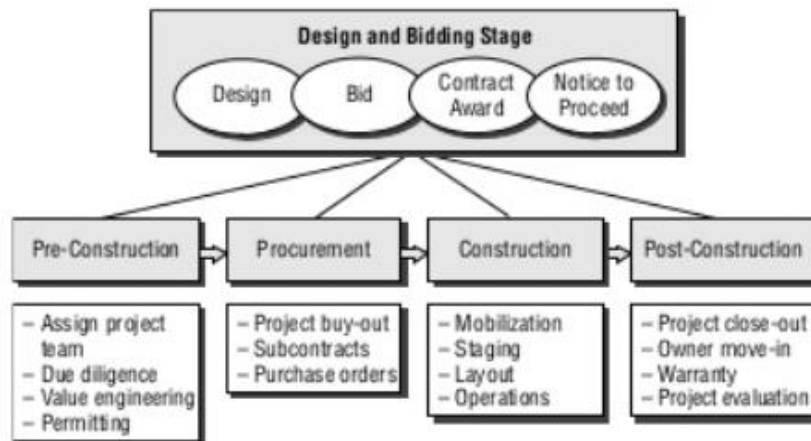 Design and Bidding Stage
Design
Bid
Contract
Award
Notice to
Proceed
Pre-Construction
Procurement
Construction
Post-Construction
– Assign project
team
– Due diligence
– Value engineering
– Permitting
– Project buy-out
– Subcontracts
– Purchase orders
– Mobilization
– Staging
– Layout
– Operations
– Project close-out
– Owner move-in
– Warranty
– Project evaluation